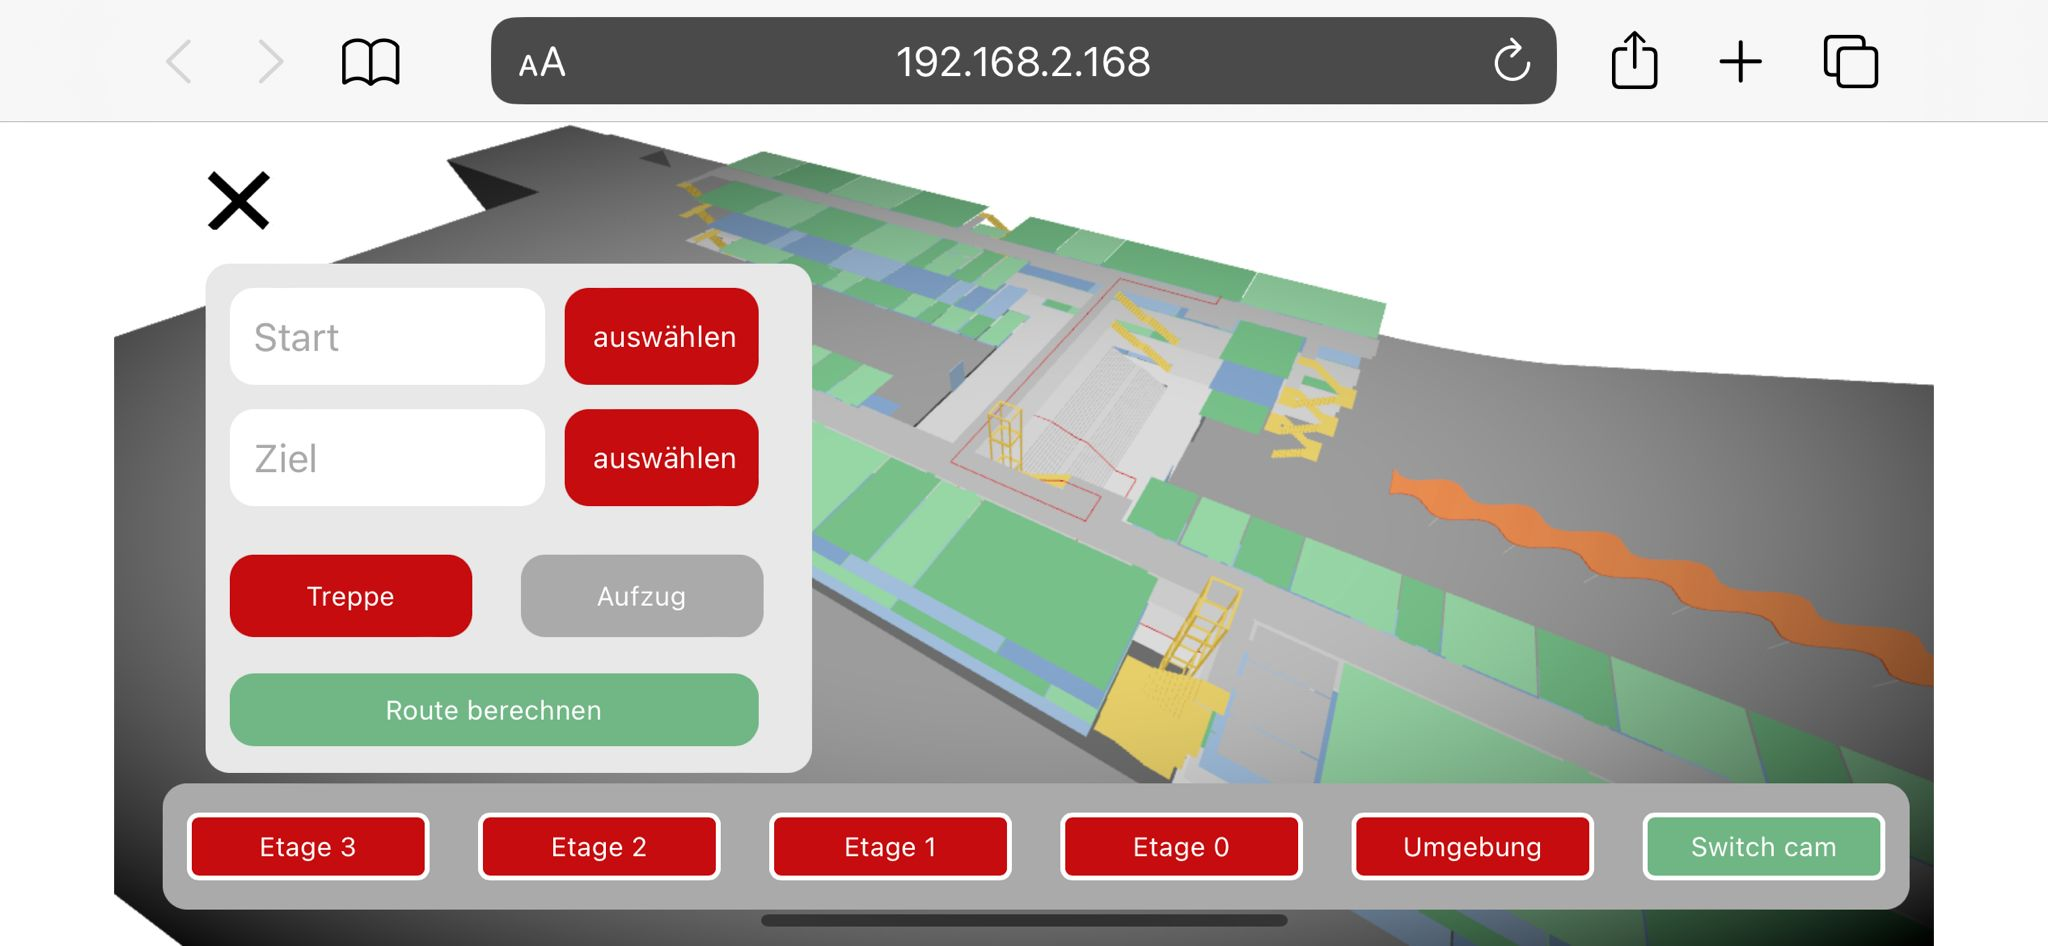 AA
192.168.2.168
Start
auswählen
Ziel
auswählen
Treppe
Aufzug
Route berechnen
Etage 3
Etage 2
Etage 1
Etage 0
Umgebung
Switch cam